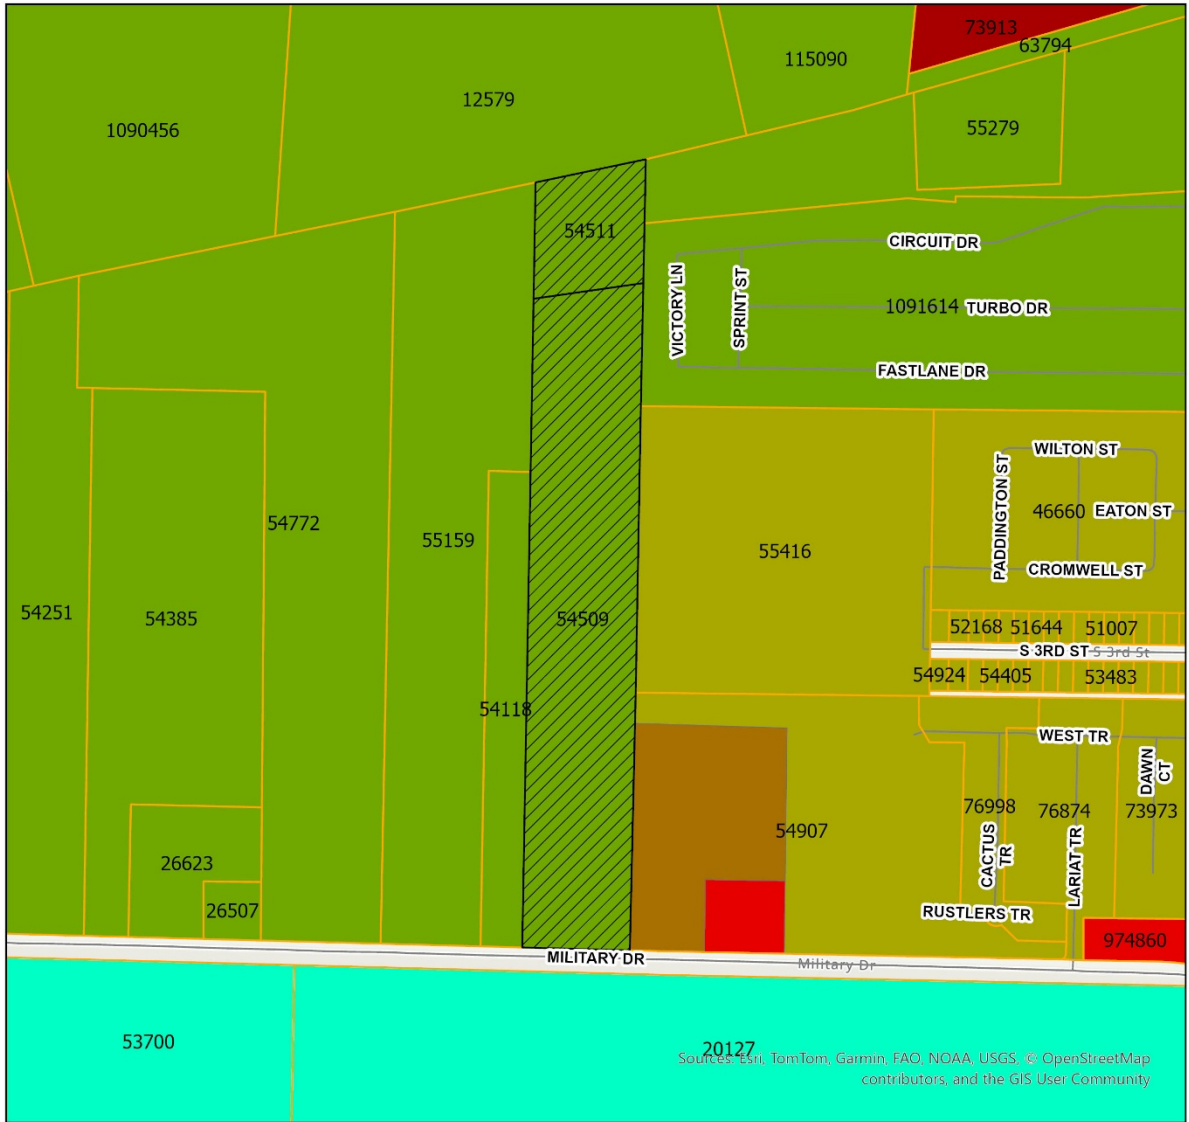 73913
63794
115090
12579
1090456
55279
54511
CIRCUIT DR
VICTORY LN
SPRINT ST
1091614
TURBO DR
FASTLANE DR
WILTON ST
PADDINGTON ST
46660
EATON ST
CROMWELL ST
54772
55159
55416
54251
54385
54509
52168
51644
51007
S 3RD ST
S 3rd St
54924
54405
53483
54118
WEST TR
DAWN
CT
76998
76874
73973
54907
CACTUS
TR
LARIAT TR
26623
26507
RUSTLERS TR
974860
MILITARY DR
Military Dr
53700
20127
Sources: Esri, TomTom, Garmin, FAO, NOAA, USGS, © OpenStreetMap
contributors, and the GIS User Community